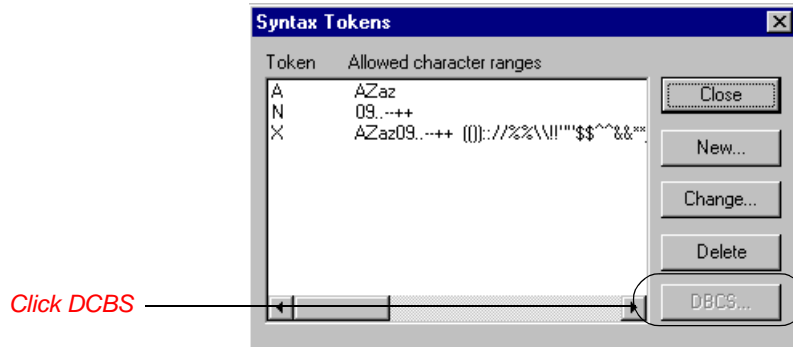 Syntax Tokens
Token Allowed character ranges
A AZaz
N 09..--++
X AZaz09..--++ (())::://%%\\!!""'$$^^&&**
Close
New...
Change...
Delete
DBCS...
Click DCBS